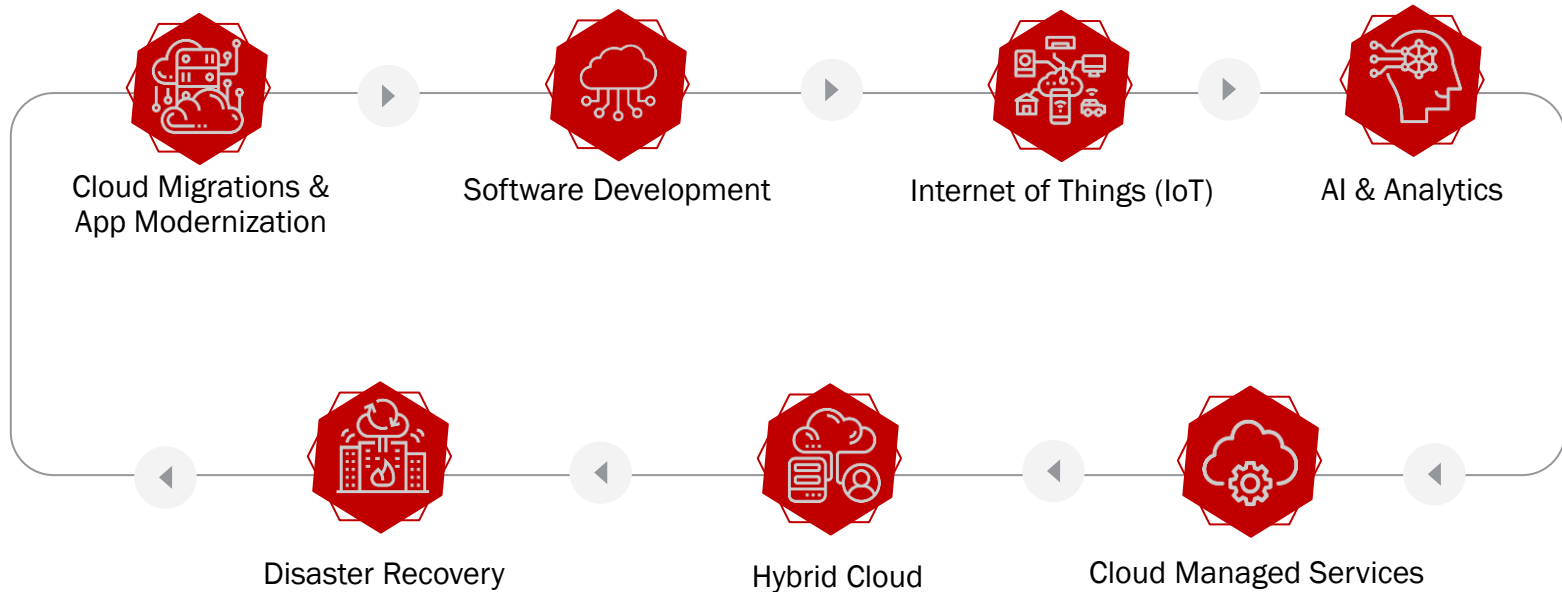 Cloud Migrations &
App Modernization
Software Development
Internet of Things (IoT)
AI & Analytics
Disaster Recovery
Hybrid Cloud
Cloud Managed Services